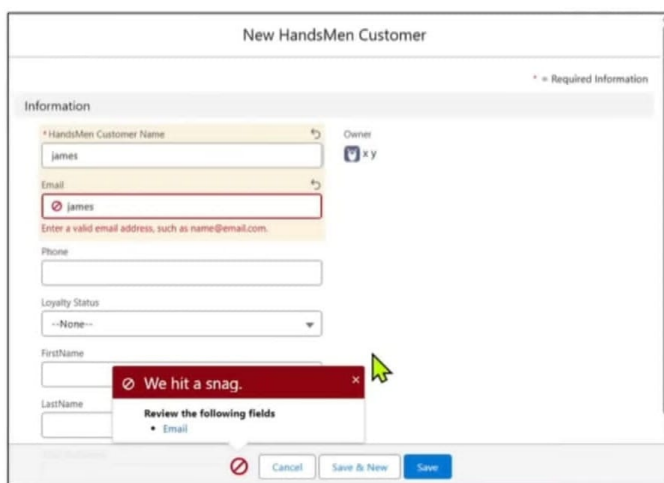 New HandsMen Customer
* = Required Information
Information
* HandsMen Customer Name
james
Owner
x y
Email
james
Enter a valid email address, such as name@email.com.
Phone
Loyalty Status
--None--
FirstName
We hit a snag.
LastName
Review the following fields
• Email
Cancel
Save & New
Save